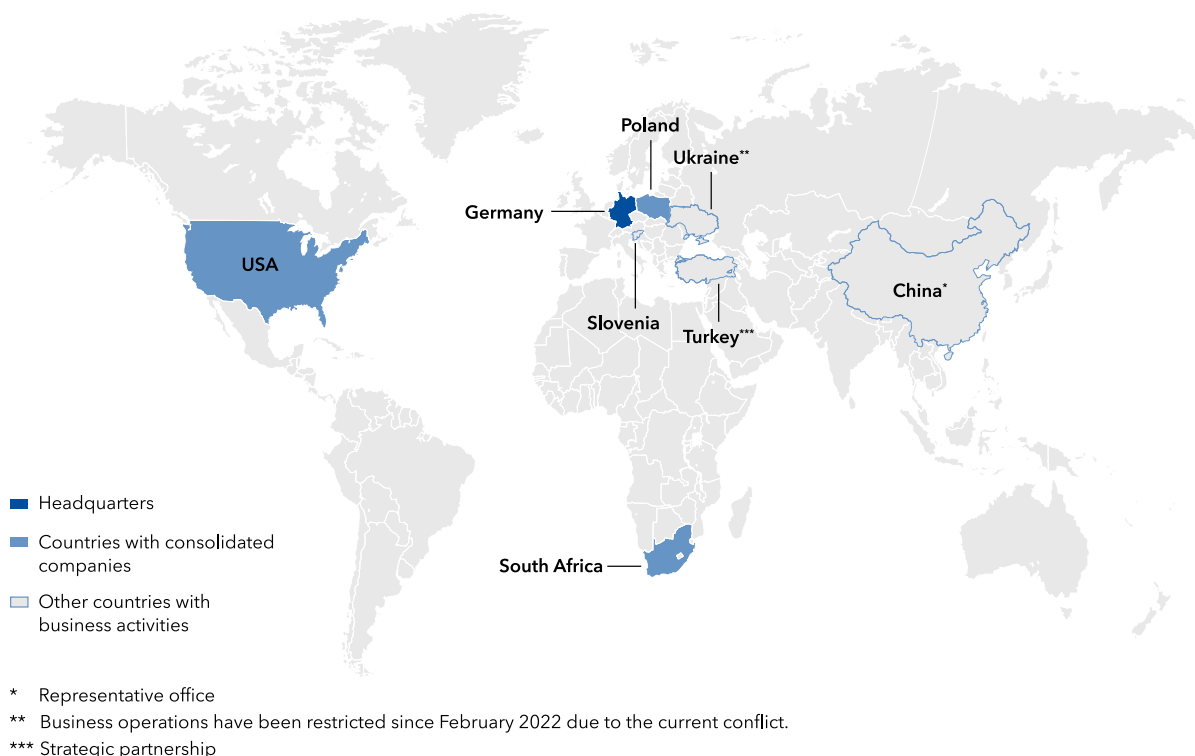 Poland
Ukraine**
Germany
USA
China*
Slovenia
Turkey***
Headquarters
Countries with consolidated
companies
South Africa
Other countries with
business activities
* Representative office
** Business operations have been restricted since February 2022 due to the current conflict.
*** Strategic partnership